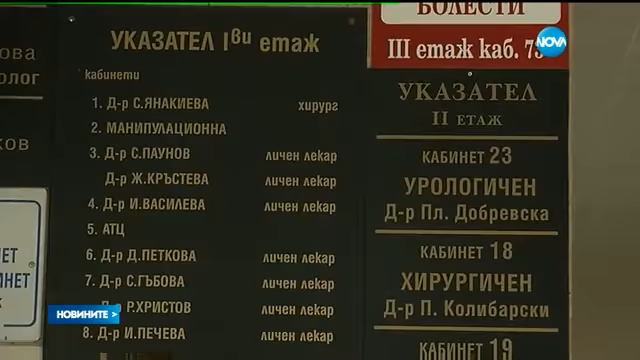 УКАЗАТЕЛ Iви етаж
кабинети
1. Д-р С.ЯНАКИЕВА хирург
2. МАНИПУЛАЦИОННА
3. Д-р С.ПАУНОВ личен лекар
Д-р Ж.КРЪСТЕВА личен лекар
4. Д-р И.ВАСИЛЕВА личен лекар
5. АТЦ
6. Д-р Д.ПЕТКОВА личен лекар
7. Д-р С.ГЪБОВА личен лекар
Д-р Р.ХРИСТОВ личен лекар
8. Д-р И.ПЕЧЕВА личен лекар
БОЛЕСТИ
III етаж каб.
УКАЗАТЕЛ
II ЕТАЖ
КАБИНЕТ 23
УРОЛОГИЧЕН
Д-р Пл. Добревска
КАБИНЕТ 18
ХИРУРГИЧЕН
Д-р П. Колибарски
КАБИНЕТ 19
NOVA
НОВИНИТЕ >